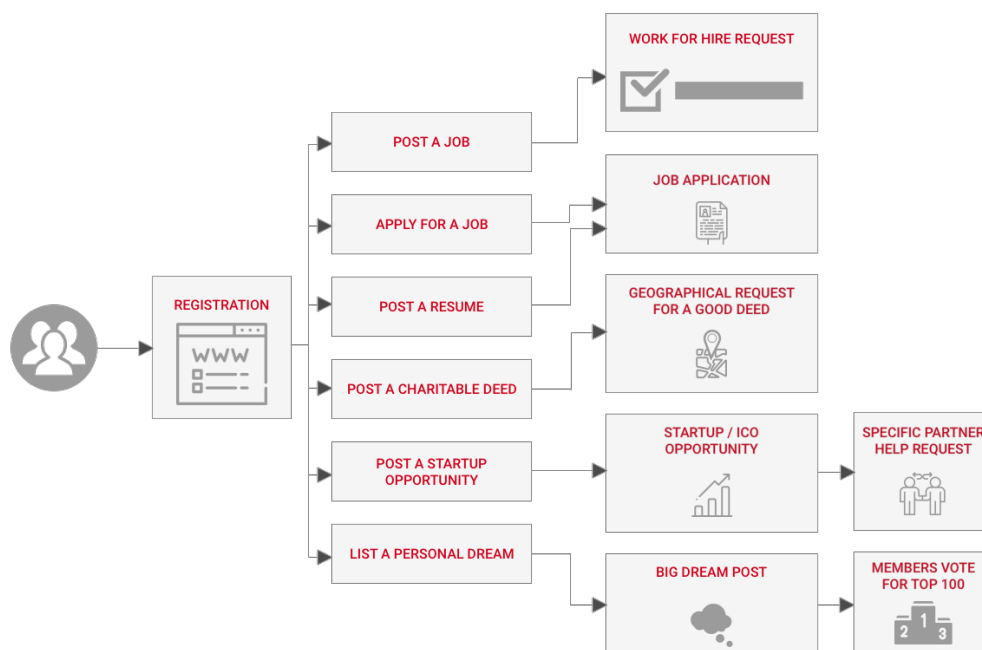 WORK FOR HIRE REQUEST
POST A JOB
JOB APPLICATION
APPLY FOR A JOB
POST A RESUME
REGISTRATION
WWW
GEOGRAPHICAL REQUEST
FOR A GOOD DEED
POST A CHARITABLE DEED
STARTUP / ICO
OPPORTUNITY
SPECIFIC PARTNER
HELP REQUEST
POST A STARTUP
OPPORTUNITY
LIST A PERSONAL DREAM
BIG DREAM POST
MEMBERS VOTE
FOR TOP 100
2 1 3